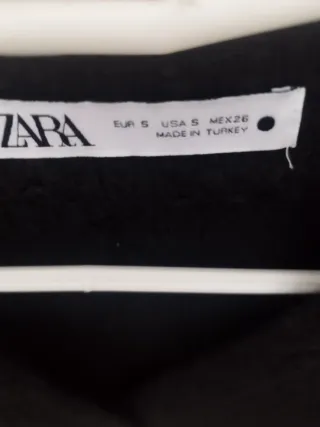 ZARA
EUR S USA S MEX26
MADE IN TURKEY